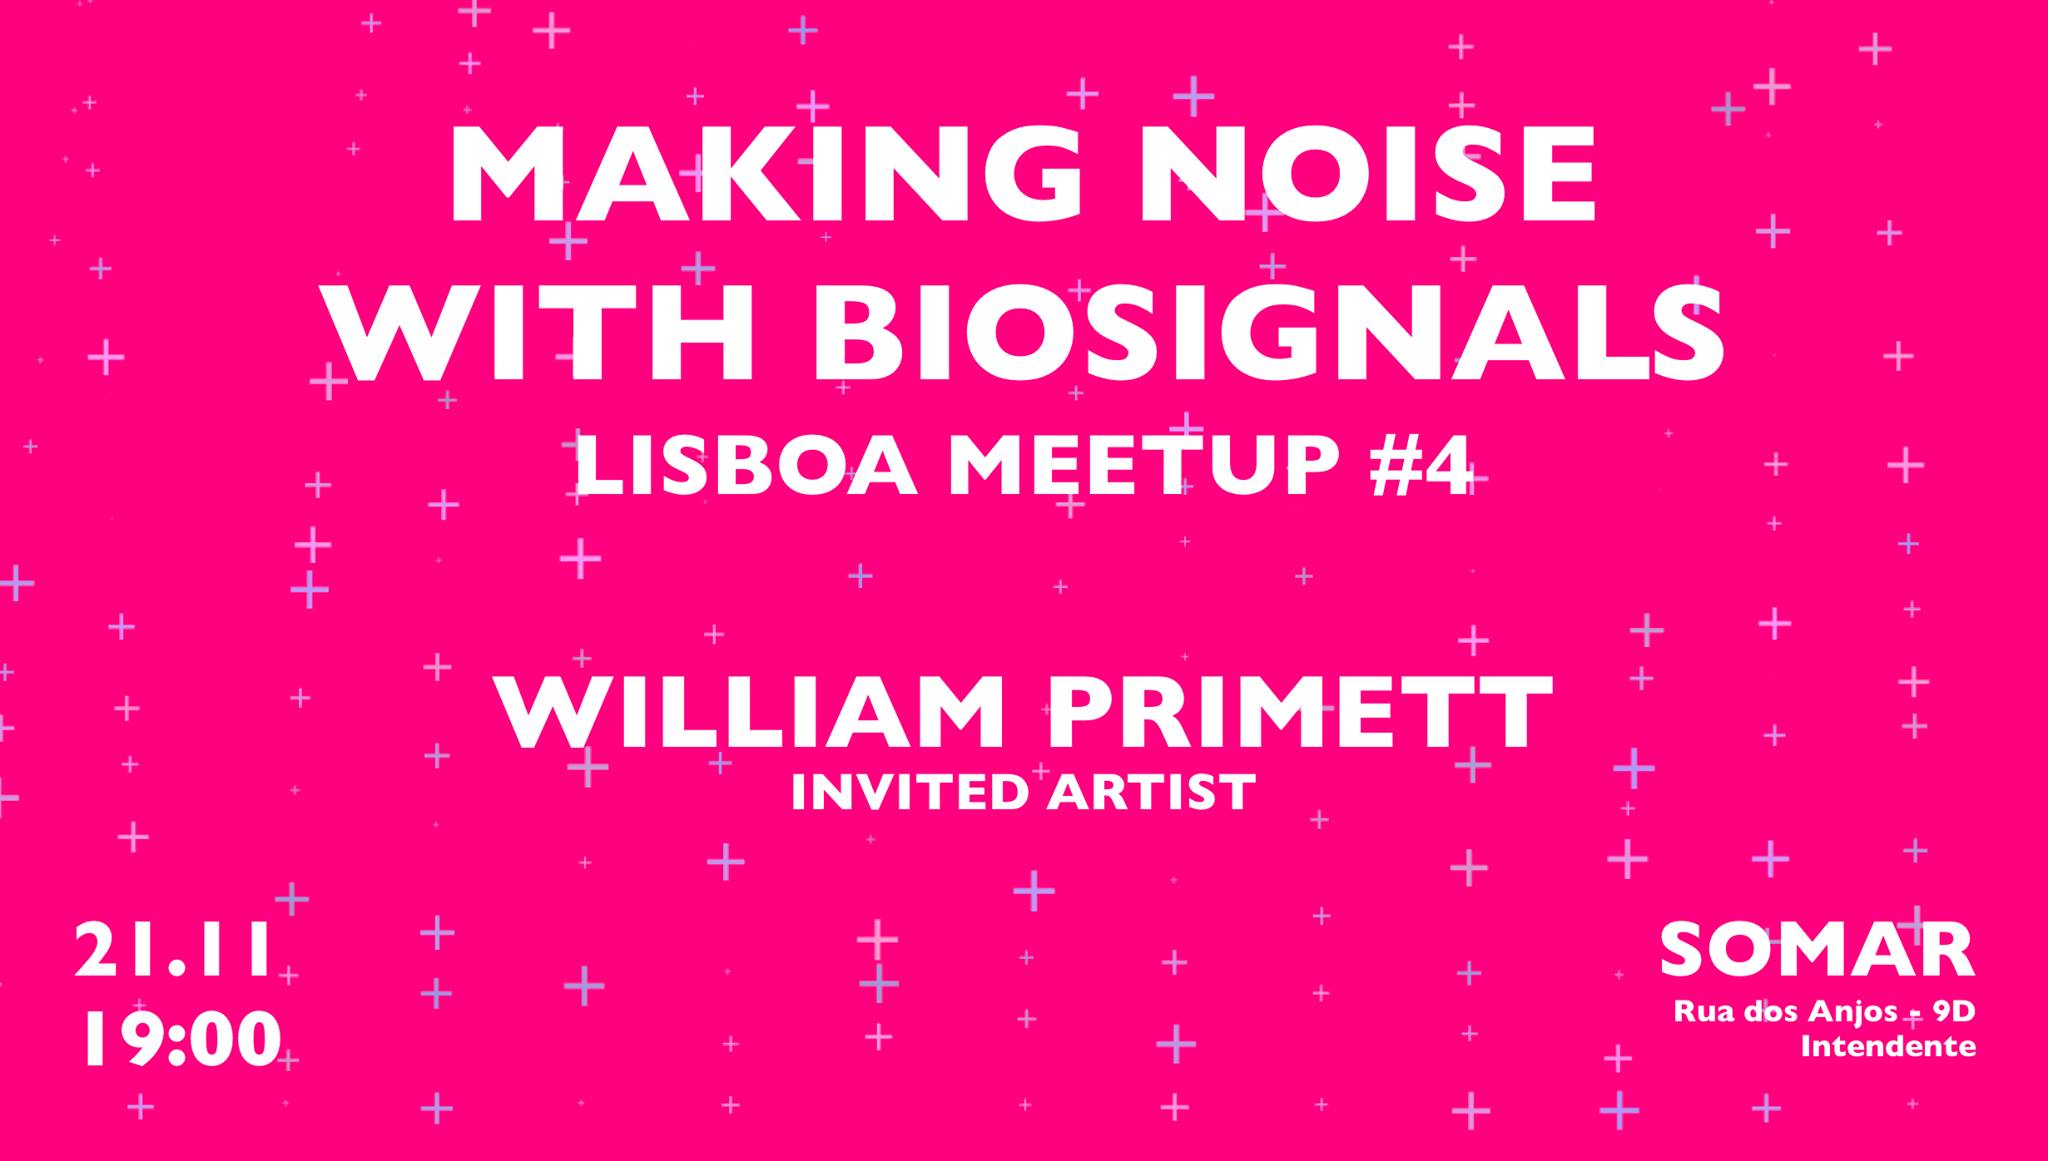 MAKING NOISE
WITH BIOSIGNALS
LISBOA MEETUP #4
WILLIAM PRIMETT
INVITED ARTIST
21.11
19:00
SOMAR
Rua dos Anjos - 9D
Intendente